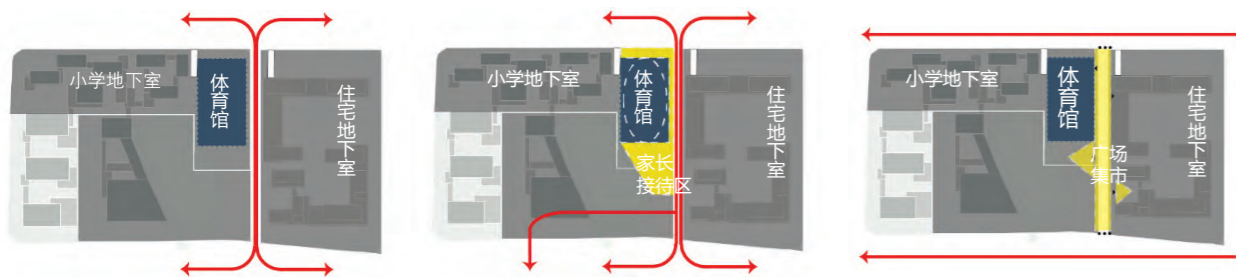 小学地下室
体育馆
住宅地下室
小学地下室
体育馆
住宅地下室
家长
接待区
小学地下室
体育馆
住宅地下室
广场
集市